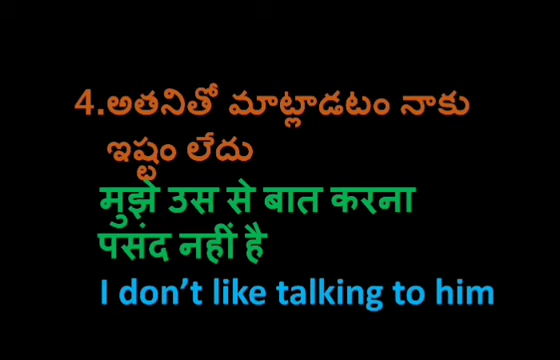 4.అతనితో మాట్లాడటం నాకు
ఇష్టం లేదు
मुझे उस से बात करना
पसंद नहीं है
I don’t like talking to him